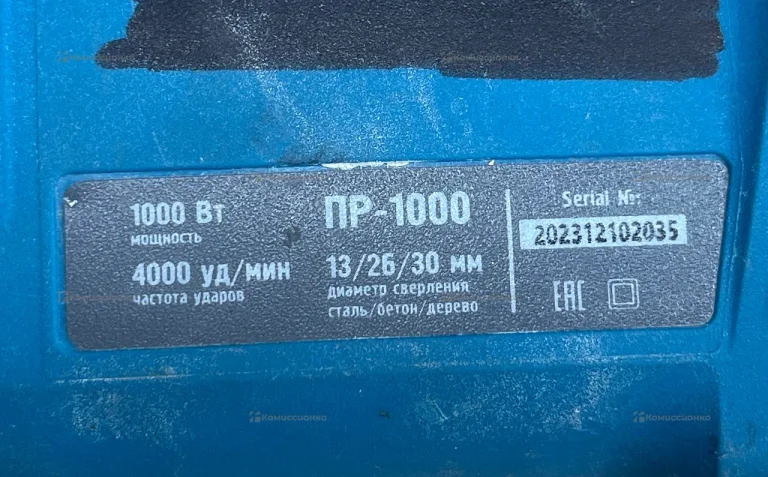 1000 Вт
мощность
4000 уд/мин
частота ударов
ПР-1000
13/26/30 мм
диаметр сверления
сталь/бетон/дерево
Serial №:
202312102035
EAC
Комиссионка
Комиссионка
Комиссионка